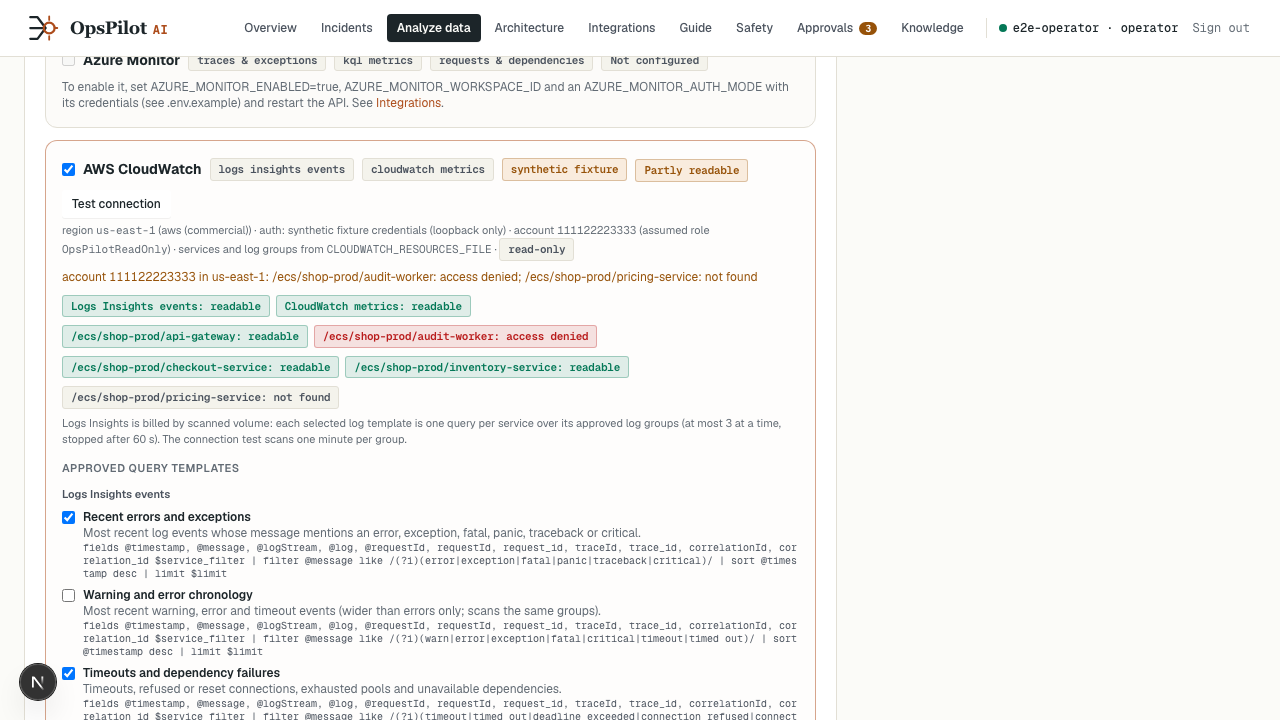 OpsPilot AI
Overview
Incidents
Analyze data
Architecture
Integrations
Guide
Safety
Approvals 3
Knowledge
e2e-operator · operator
Sign out
Azure Monitor traces & exceptions kql metrics requests & dependencies Not configured
To enable it, set AZURE_MONITOR_ENABLED=true, AZURE_MONITOR_WORKSPACE_ID and an AZURE_MONITOR_AUTH_MODE with
its credentials (see .env.example) and restart the API. See Integrations.
AWS CloudWatch logs insights events cloudwatch metrics synthetic fixture Partly readable
Test connection
region us-east-1 (aws (commercial)) · auth: synthetic fixture credentials (loopback only) · account 111122223333 (assumed role
OpsPilotReadOnly) · services and log groups from CLOUDWATCH_RESOURCES_FILE · read-only
account 111122223333 in us-east-1: /ecs/shop-prod/audit-worker: access denied; /ecs/shop-prod/pricing-service: not found
Logs Insights events: readable CloudWatch metrics: readable
/ecs/shop-prod/api-gateway: readable /ecs/shop-prod/audit-worker: access denied
/ecs/shop-prod/checkout-service: readable /ecs/shop-prod/inventory-service: readable
/ecs/shop-prod/pricing-service: not found
Logs Insights is billed by scanned volume: each selected log template is one query per service over its approved log groups (at most 3 at a time,
stopped after 60 s). The connection test scans one minute per group.
APPROVED QUERY TEMPLATES
Logs Insights events
Recent errors and exceptions
Most recent log events whose message mentions an error, exception, fatal, panic, traceback or critical.
fields @timestamp, @message, @logStream, @log, @requestId, requestId, request_id, traceId, trace_id, correlationId, cor
relation_id $service_filter | filter @message like /(?i)(error|exception|fatal|panic|traceback|critical)/ | sort @times
tamp desc | limit $limit
Warning and error chronology
Most recent warning, error and timeout events (wider than errors only; scans the same groups).
fields @timestamp, @message, @logStream, @log, @requestId, requestId, request_id, traceId, trace_id, correlationId, cor
relation_id $service_filter | filter @message like /(?i)(warn|error|exception|fatal|critical|timeout|timed out)/ | sort
@timestamp desc | limit $limit
N
Timeouts and dependency failures
Timeouts, refused or reset connections, exhausted pools and unavailable dependencies.
fields @timestamp, @message, @logStream, @log, @requestId, requestId, request_id, traceId, trace_id, correlationId, cor
relation_id $service_filter | filter @message like /(?i)(timeout|timed out|deadline exceeded|connection refused|connect